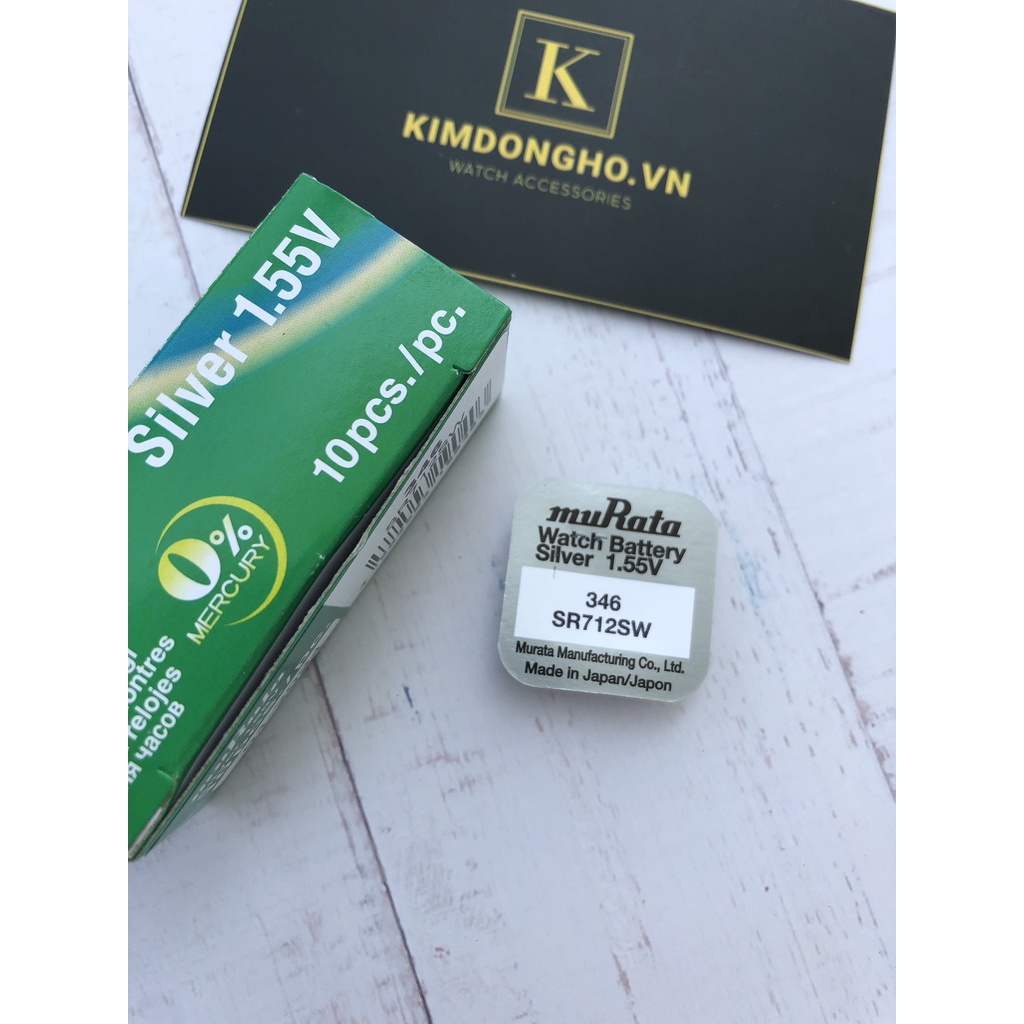 K
KIMDONGHO.VN
WATCH ACCESSORIES
Silver 1.55V
10pcs./pc.
0%
MERCURY
relojes
часов
muRata
Watch Battery
Silver 1.55V
346
SR712SW
Murata Manufacturing Co., Ltd.
Made in Japan/Japon